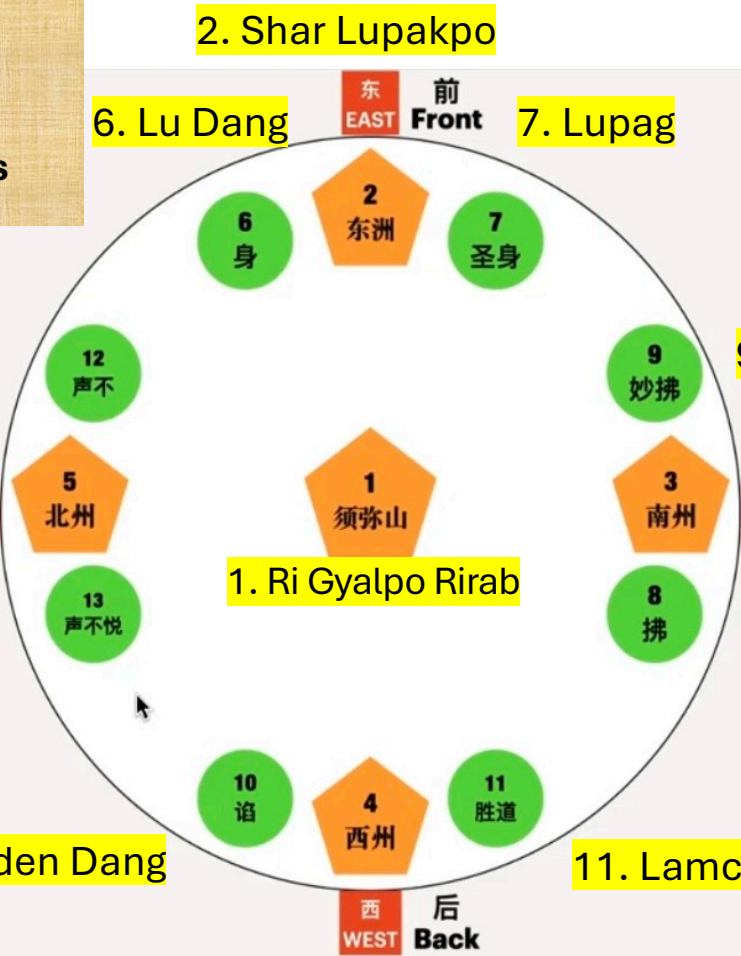 2. Shar Lupakpo
s
东 前
EAST Front
6. Lu Dang
7. Lupag
2
东洲
6
身
7
圣身
12
声不
9
妙拂
5
北州
1
须弥山
3
南州
1. Ri Gyalpo Rirab
13
声不悦
8
拂
10
谄
4
西州
11
胜道
den Dang
11. Lamc
西 后
WEST Back